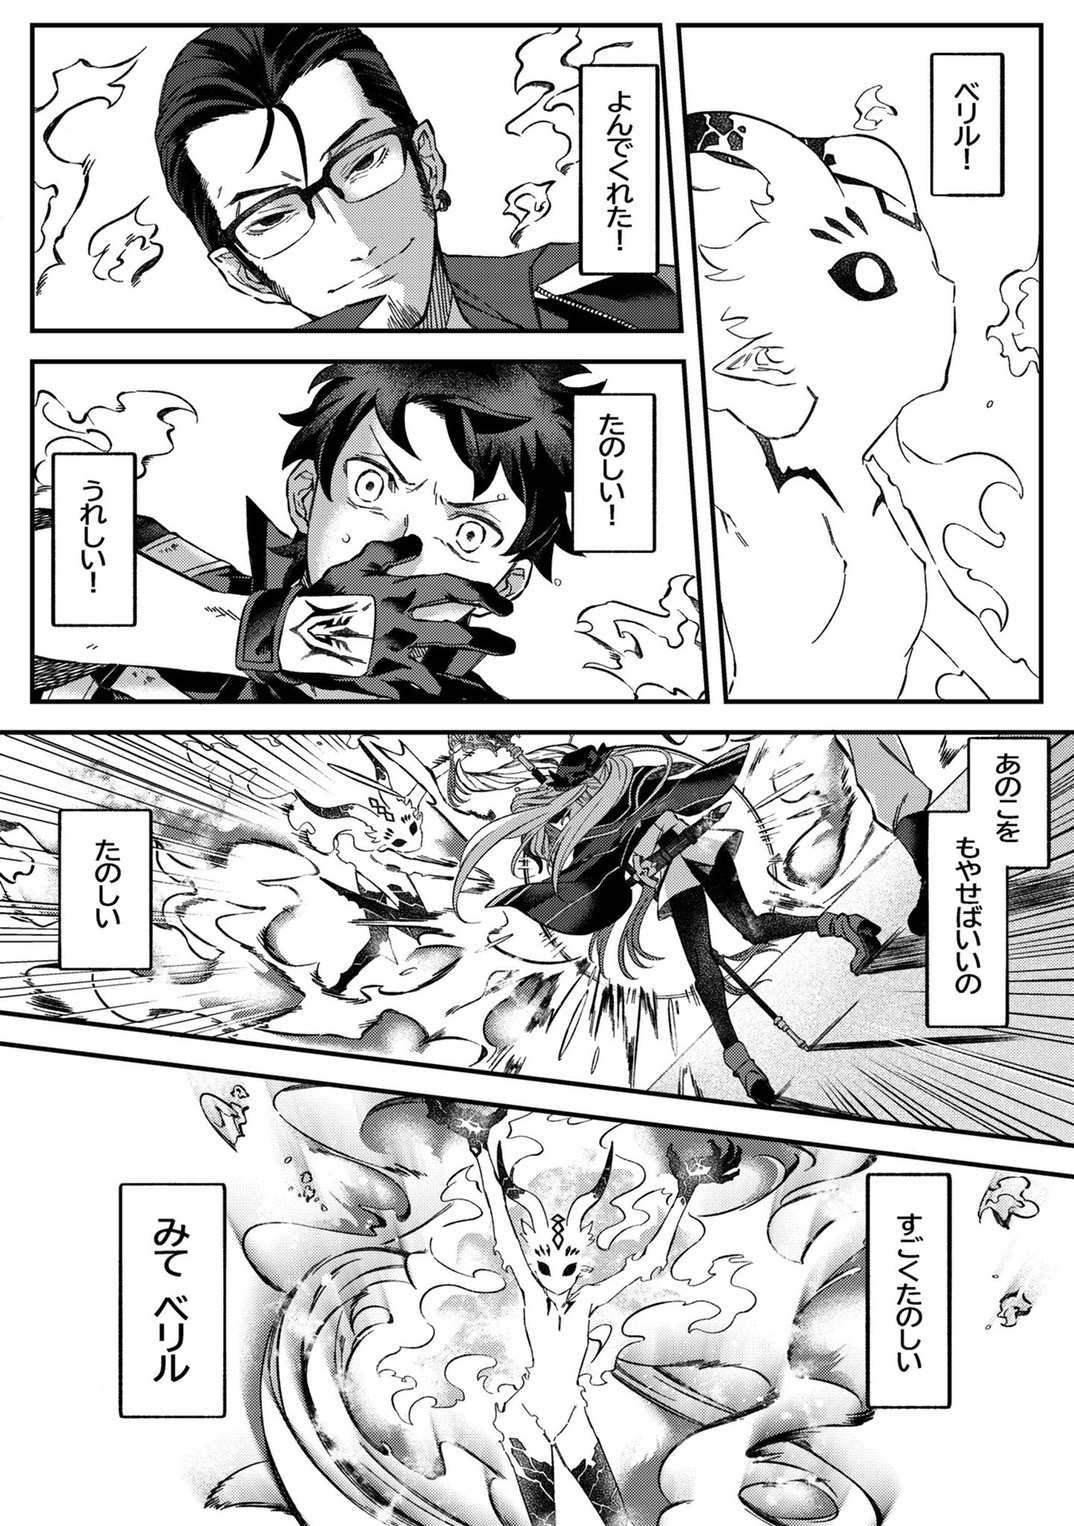 ベリル！
よんでくれた！
たのしい！
うれしい！
あのこを
もやせばいいの
たのしい
すごくたのしい
みて ベリル